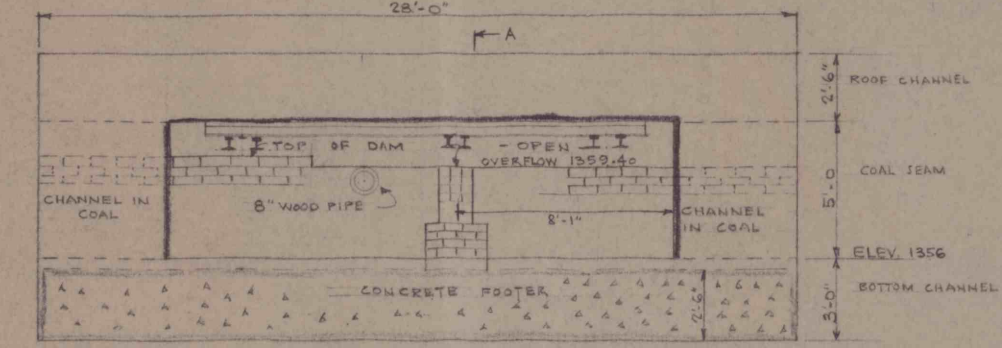 28'-0"
A
2'-6"
ROOF CHANNEL
TOP OF DAM - OPEN
OVERFLOW 1359.40
5'-0
COAL SEAM
CHANNEL IN
COAL
8" WOOD PIPE
8'-1"
CHANNEL
IN COAL
ELEV. 1356
CONCRETE FOOTER
2'-6"
3'-0"
BOTTOM CHANNEL